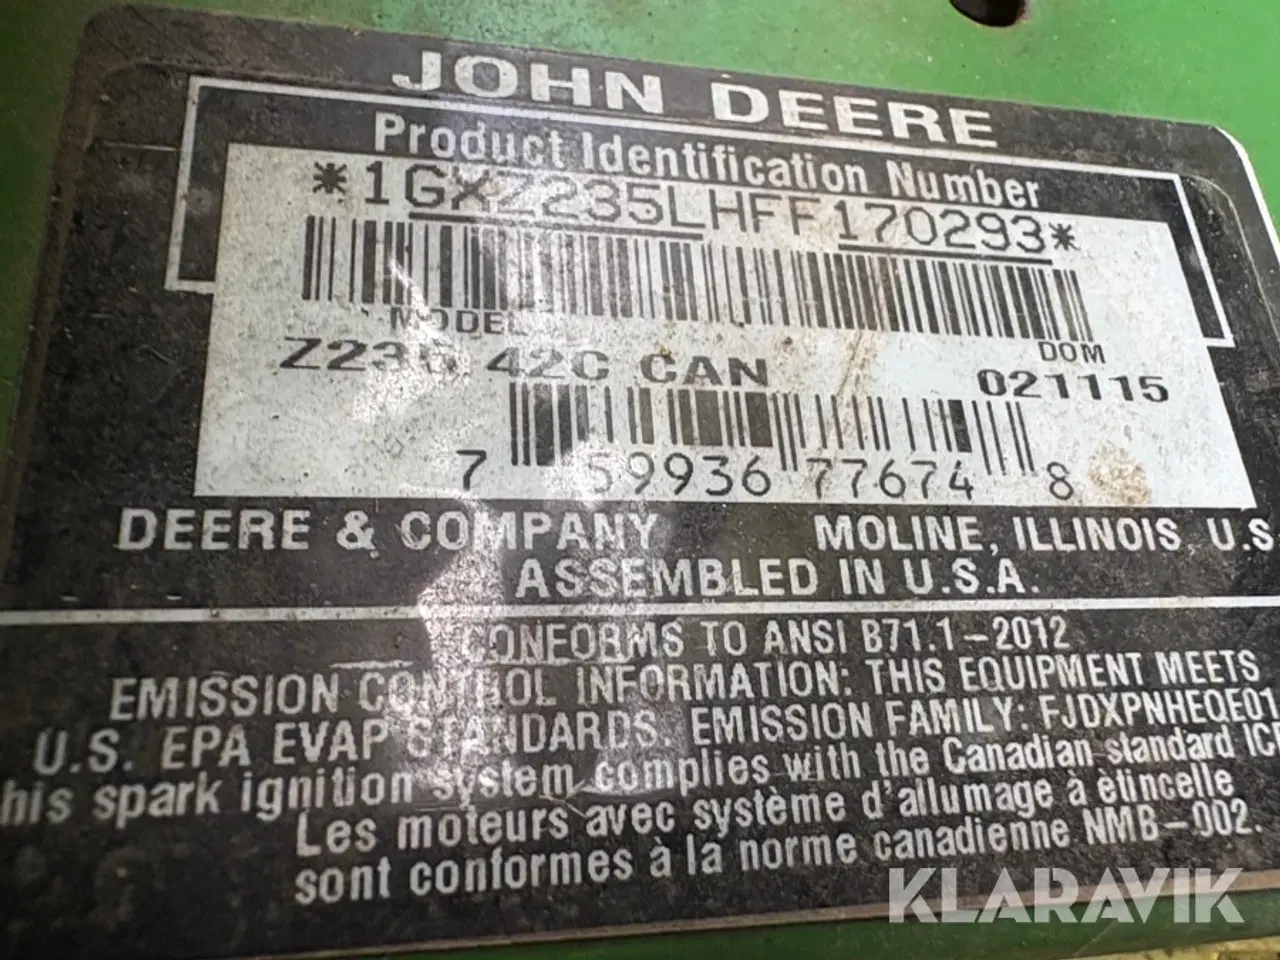 JOHN DEERE
Product Identification Number
*1GXZ235LHFF170293*
MODEL
DOM
Z235 42C CAN
021115
7 59936 77674 8
DEERE & COMPANY MOLINE, ILLINOIS U.S
ASSEMBLED IN U.S.A.
CONFORMS TO ANSI B71.1-2012
EMISSION CONTROL INFORMATION: THIS EQUIPMENT MEETS
U.S. EPA EVAP STANDARDS. EMISSION FAMILY: FJDXPNHEQE01
his spark ignition system complies with the Canadian standard ICE
Les moteurs avec système d'allumage à ètincelle
sont conformes à la norme canadienne NMB-002.
KLARAVIK